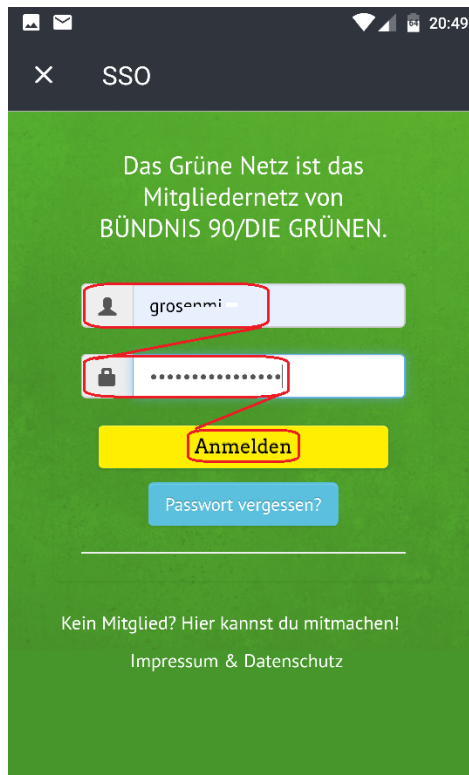 64 20:49
SSO
Das Grüne Netz ist das
Mitgliedernetz von
BÜNDNIS 90/DIE GRÜNEN.
Anmelden
Passwort vergessen?
Kein Mitglied? Hier kannst du mitmachen!
Impressum & Datenschutz